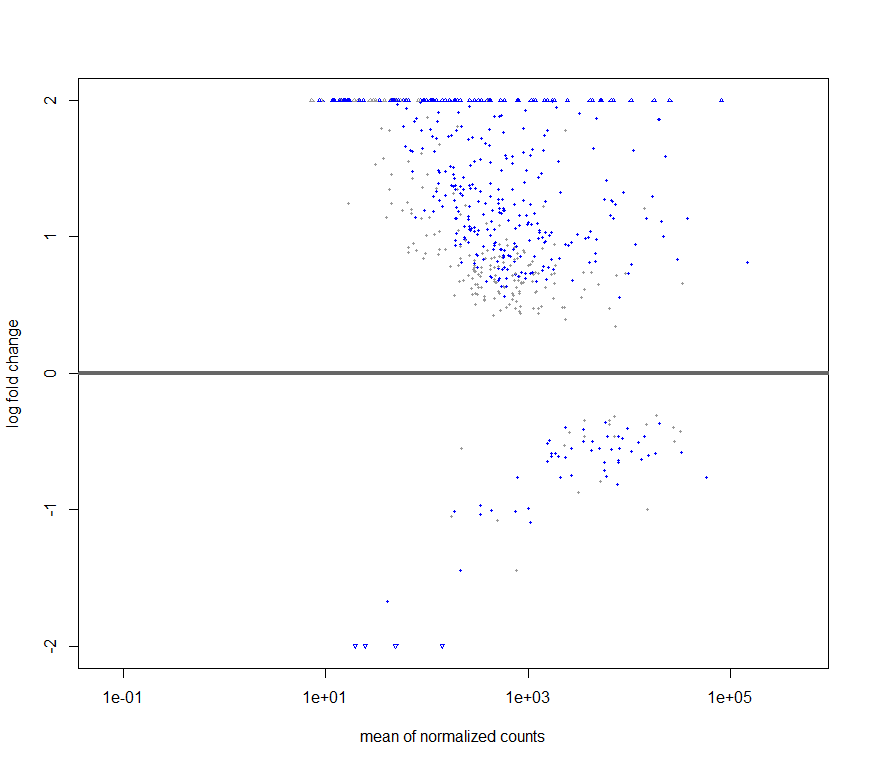 2
1
0
-1
-2
log fold change
1e-01
1e+01
1e+03
1e+05
mean of normalized counts